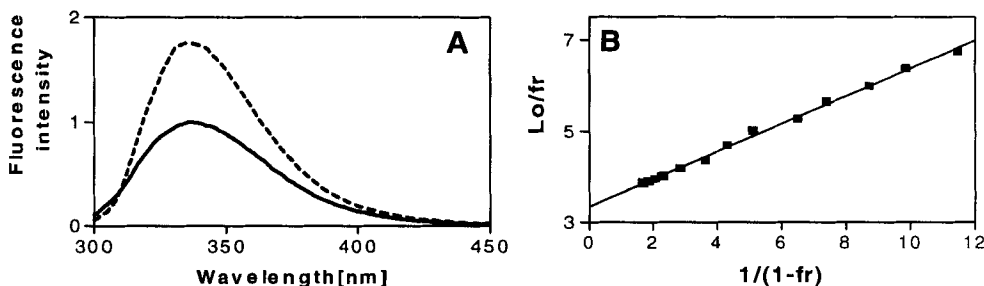 A
Fluorescence
intensity
2
1
0
300
350
400
450
Wavelength[nm]
B
Lo/fr
7
5
3
0
2
4
6
8
10
12
1/(1-fr)